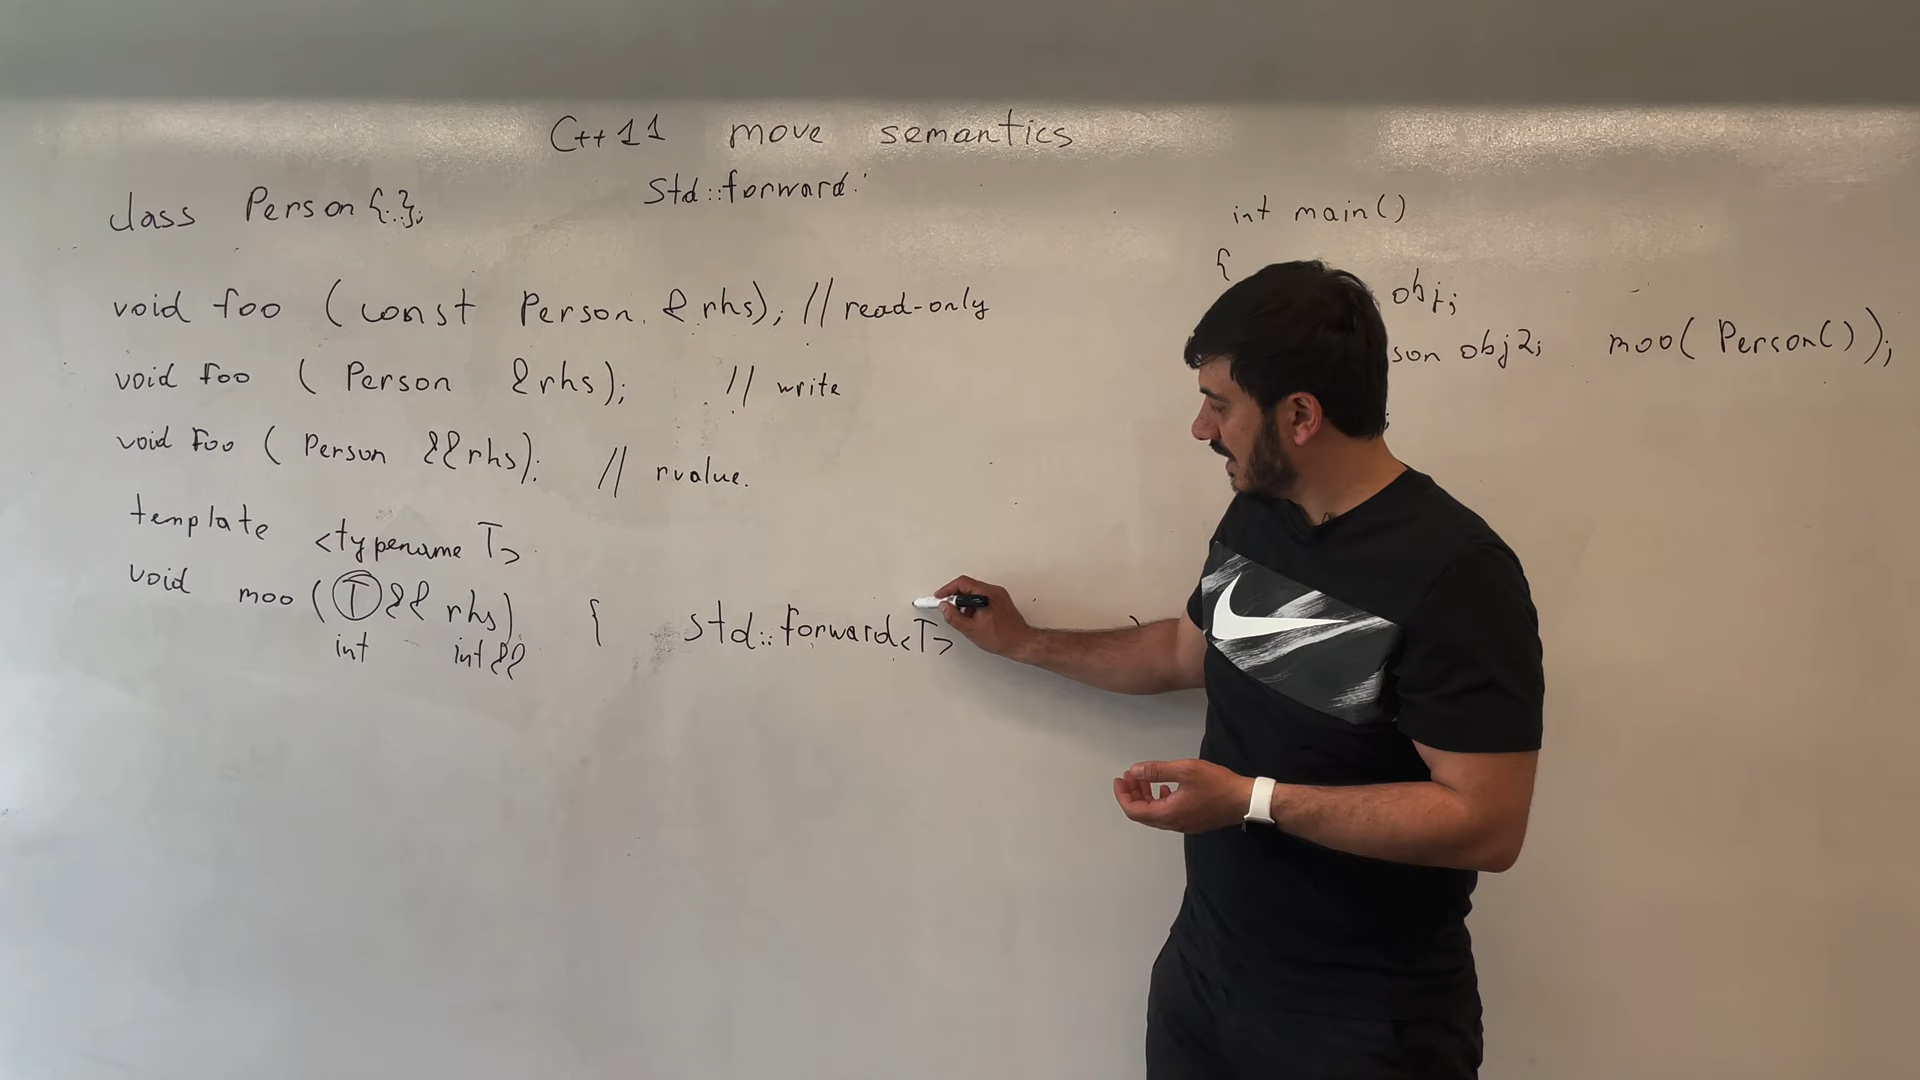 C++11 move semantics
std::forward.
class Person{..};
void foo (const Person & rhs); // read-only
void foo ( Person & rhs); // write
void Foo ( Person && rhs); // rvalue.
template <typename T>
void moo ( T && rhs) { std::forward<T> }
int int &&
int main()
{
obj;
son obj2; moo( Person());
;